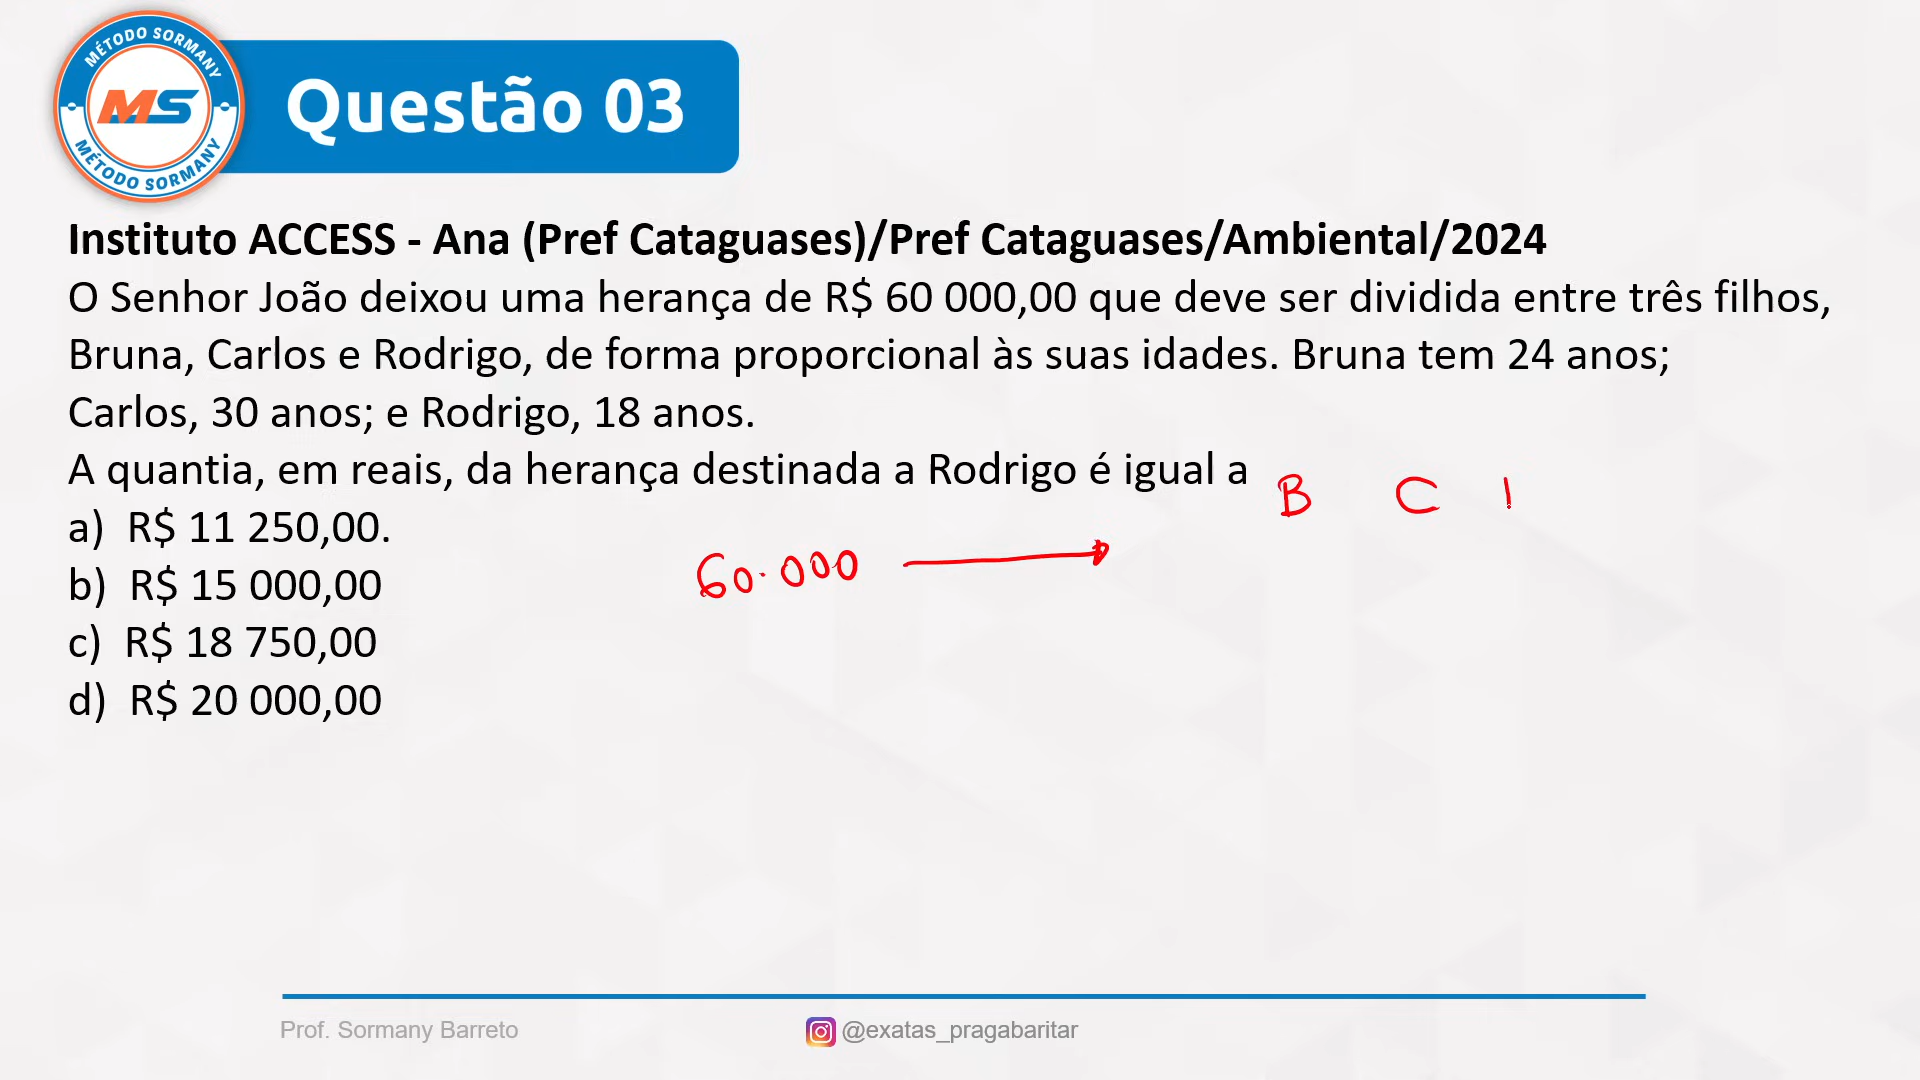 MÉTODO SORMANY
MS
MÉTODO SORMANY
Questão 03
Instituto ACCESS - Ana (Pref Cataguases)/Pref Cataguases/Ambiental/2024
O Senhor João deixou uma herança de R$ 60 000,00 que deve ser dividida entre três filhos,
Bruna, Carlos e Rodrigo, de forma proporcional às suas idades. Bruna tem 24 anos;
Carlos, 30 anos; e Rodrigo, 18 anos.
A quantia, em reais, da herança destinada a Rodrigo é igual a
B C
a) R$ 11 250,00.
60.000
b) R$ 15 000,00
c) R$ 18 750,00
d) R$ 20 000,00
Prof. Sormany Barreto
@exatas_pragabaritar